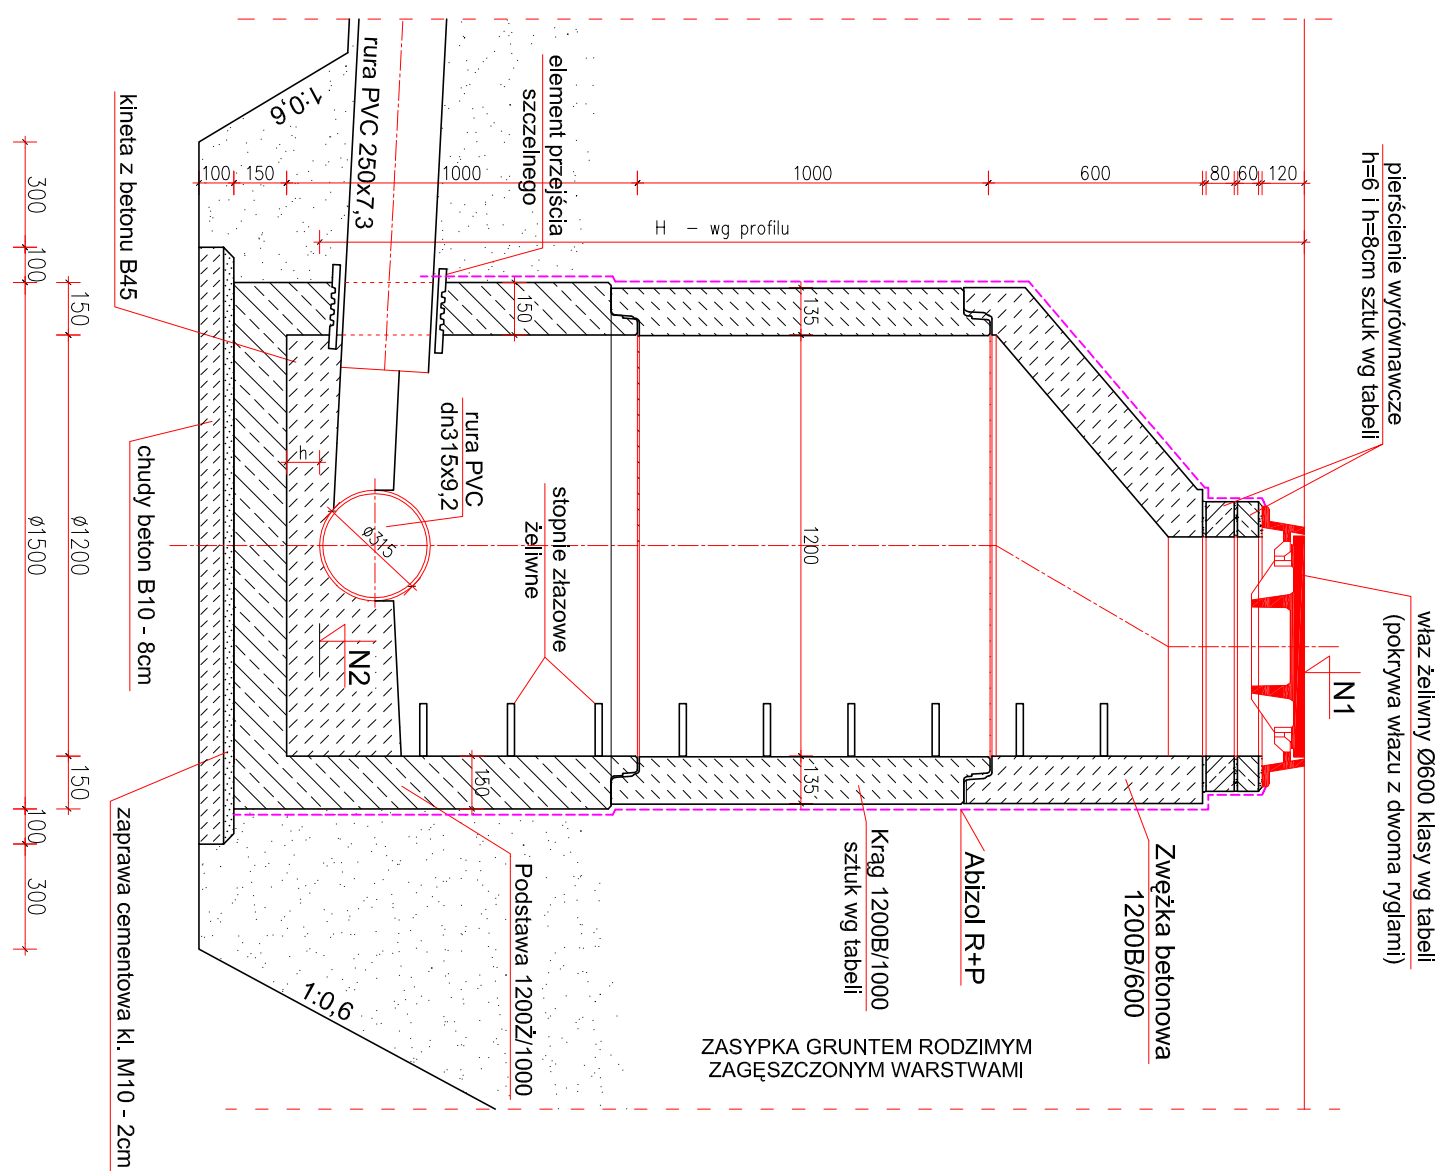 właz żeliwny Ø600 klasy wg tabeli
(pokrywa włazu z dwoma ryglami)
pierścienie wyrównawcze
h=6 i h=8cm sztuk wg tabeli
N1
120
60
80
600
1000
1000
150
100
H - wg profilu
Zwężka betonowa
1200B/600
Abizol R+P
Krąg 1200B/1000
sztuk wg tabeli
ZASYPKA GRUNTEM RODZIMYM
ZAGĘSZCZONYM WARSTWAMI
135
1200
135
element przejścia
szczelnego
stopnie złazowe
żeliwne
rura PVC
dn315x9,2
150
150
Podstawa 1200Ż/1000
rura PVC 250x7,3
ø315
N2
h
1:0,6
1:0,6
kineta z betonu B45
chudy beton B10 - 8cm
zaprawa cementowa kl. M10 - 2cm
150
ø1200
150
300
100
ø1500
100
300